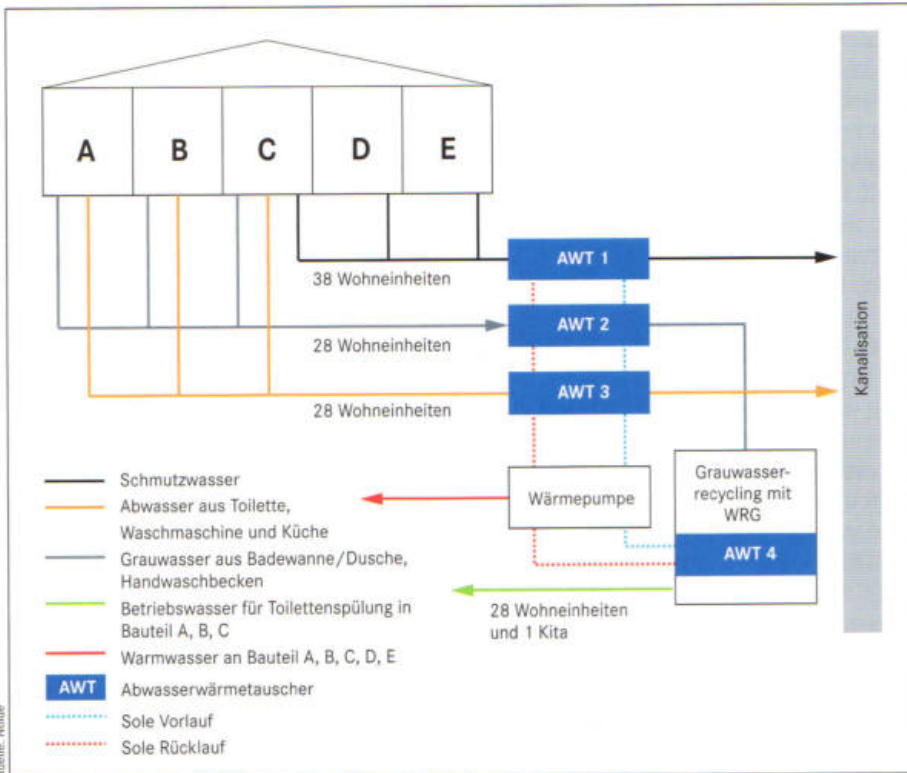 A B C D E
AWT 1
38 Wohneinheiten
AWT 2
28 Wohneinheiten
AWT 3
28 Wohneinheiten
Kanalisation
Schmutzwasser
Abwasser aus Toilette,
Waschmaschine und Küche
Grauwasser aus Badewanne/Dusche,
Handwaschbecken
Betriebswasser für Toilettenspülung in
Bauteil A, B, C
Warmwasser an Bauteil A, B, C, D, E
AWT Abwasserwärmetauscher
Sole Vorlauf
Sole Rücklauf
Wärmepumpe
Grauwasser-
recycling mit
WRG
AWT 4
28 Wohneinheiten
und 1 Kita